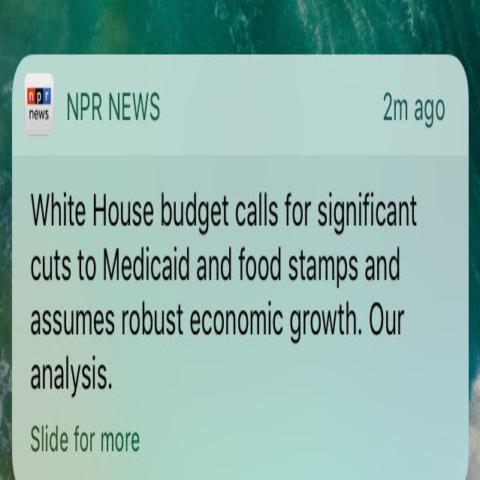 npr
news
NPR NEWS 2m ago
White House budget calls for significant
cuts to Medicaid and food stamps and
assumes robust economic growth. Our
analysis.
Slide for more